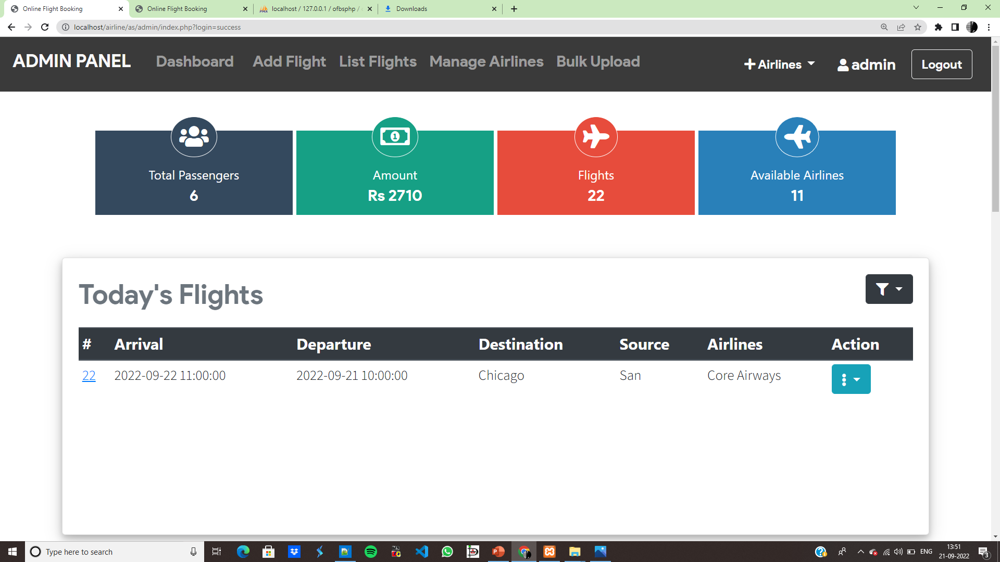 Online Flight Booking
Online Flight Booking
localhost / 127.0.0.1 / ofbsphp /
Downloads
localhost/airline/as/admin/index.php?login=success
ADMIN PANEL Dashboard Add Flight List Flights Manage Airlines Bulk Upload Airlines admin Logout
Total Passengers
6
Amount
Rs 2710
Flights
22
Available Airlines
11
Today's Flights
# Arrival Departure Destination Source Airlines Action
22 2022-09-22 11:00:00 2022-09-21 10:00:00 Chicago San Core Airways
Type here to search
ENG
13:51
21-09-2022
3